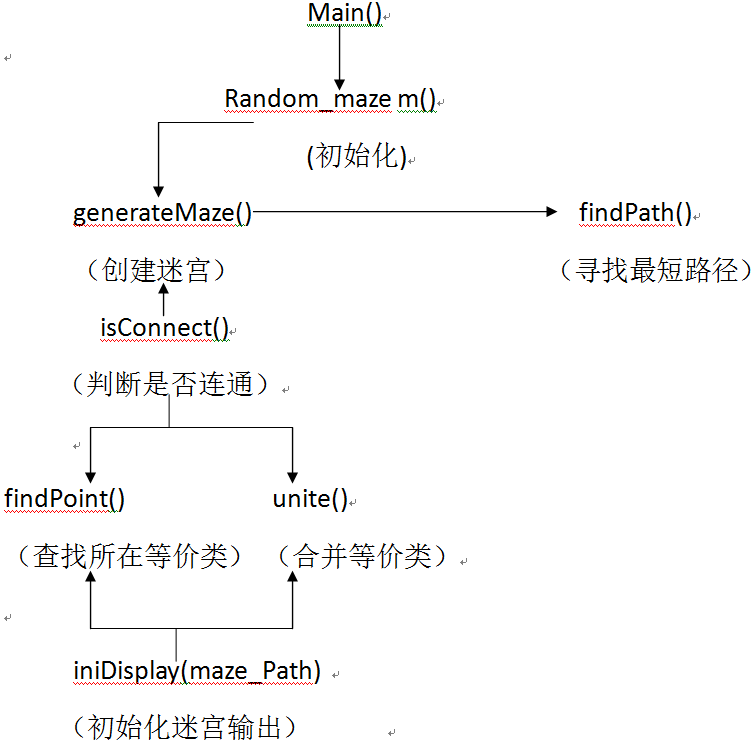 Main()
Random_maze m()
(初始化)
generateMaze()
findPath()
（创建迷宫）
（寻找最短路径）
isConnect()
（判断是否连通）
findPoint()
unite()
（查找所在等价类）
（合并等价类）
iniDisplay(maze_Path)
（初始化迷宫输出）